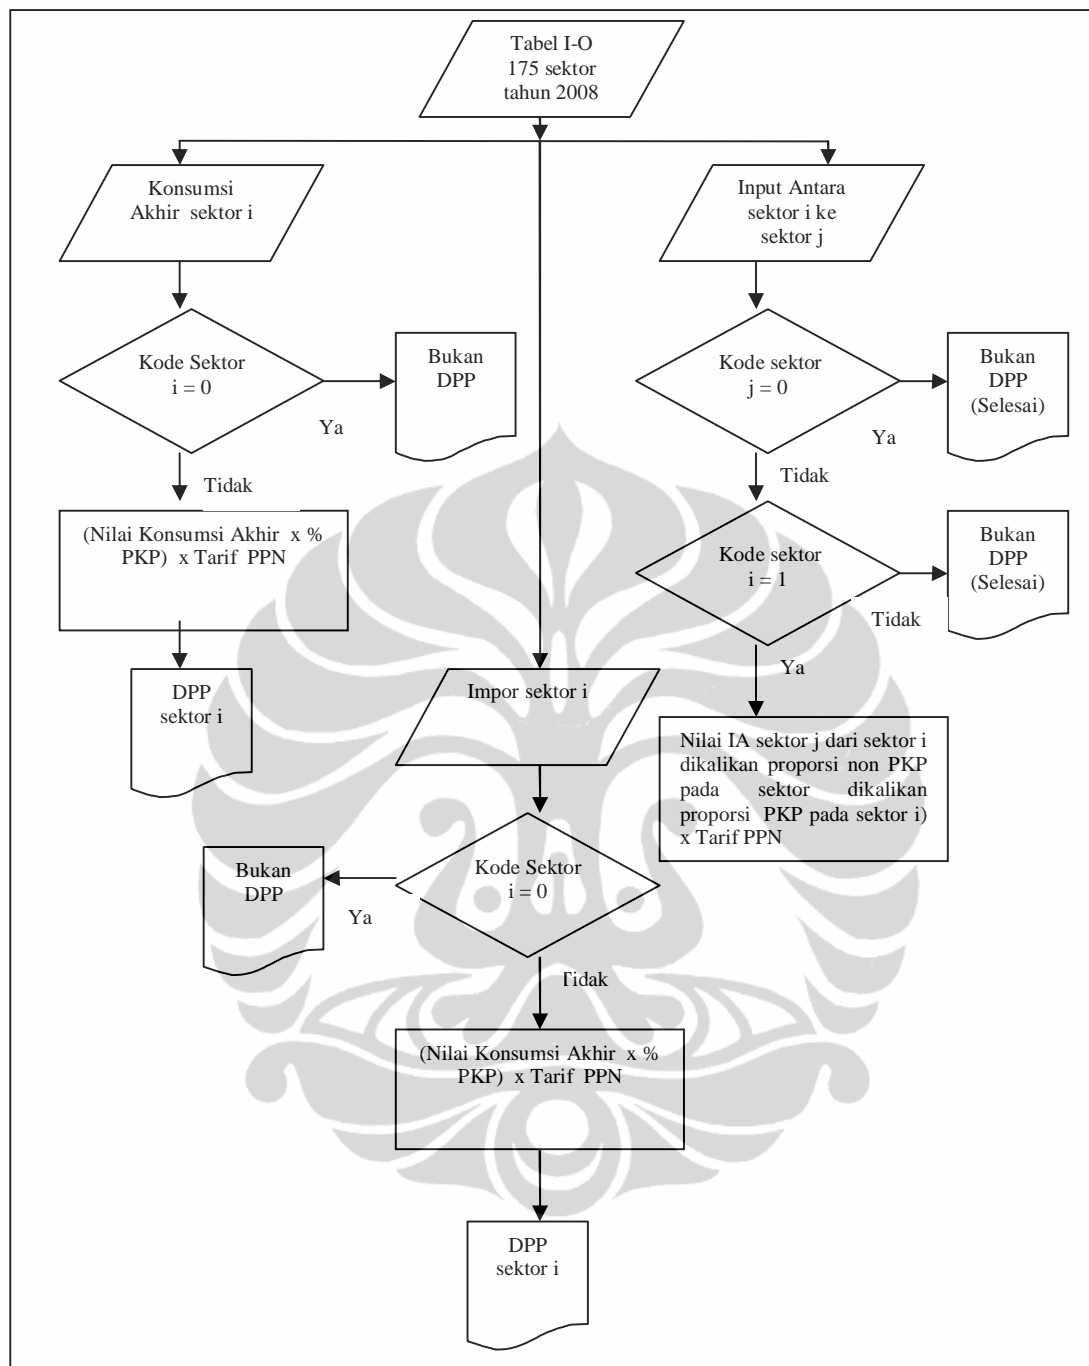 Tabel I-O
175 sektor
tahun 2008
Konsumsi
Akhir sektor i
Input Antara
sektor i ke
sektor j
Kode Sektor
i = 0
Bukan
DPP
Ya
Tidak
Kode sektor
j = 0
Bukan
DPP
(Selesai)
Ya
Tidak
(Nilai Konsumsi Akhir x %
PKP) x Tarif PPN
Kode sektor
i = 1
Bukan
DPP
(Selesai)
Tidak
Ya
DPP
sektor i
Impor sektor i
Nilai IA sektor j dari sektor i
dikalikan proporsi non PKP
pada sektor dikalikan
proporsi PKP pada sektor i)
x Tarif PPN
Kode Sektor
i = 0
Bukan
DPP
Ya
Tidak
(Nilai Konsumsi Akhir x %
PKP) x Tarif PPN
DPP
sektor i